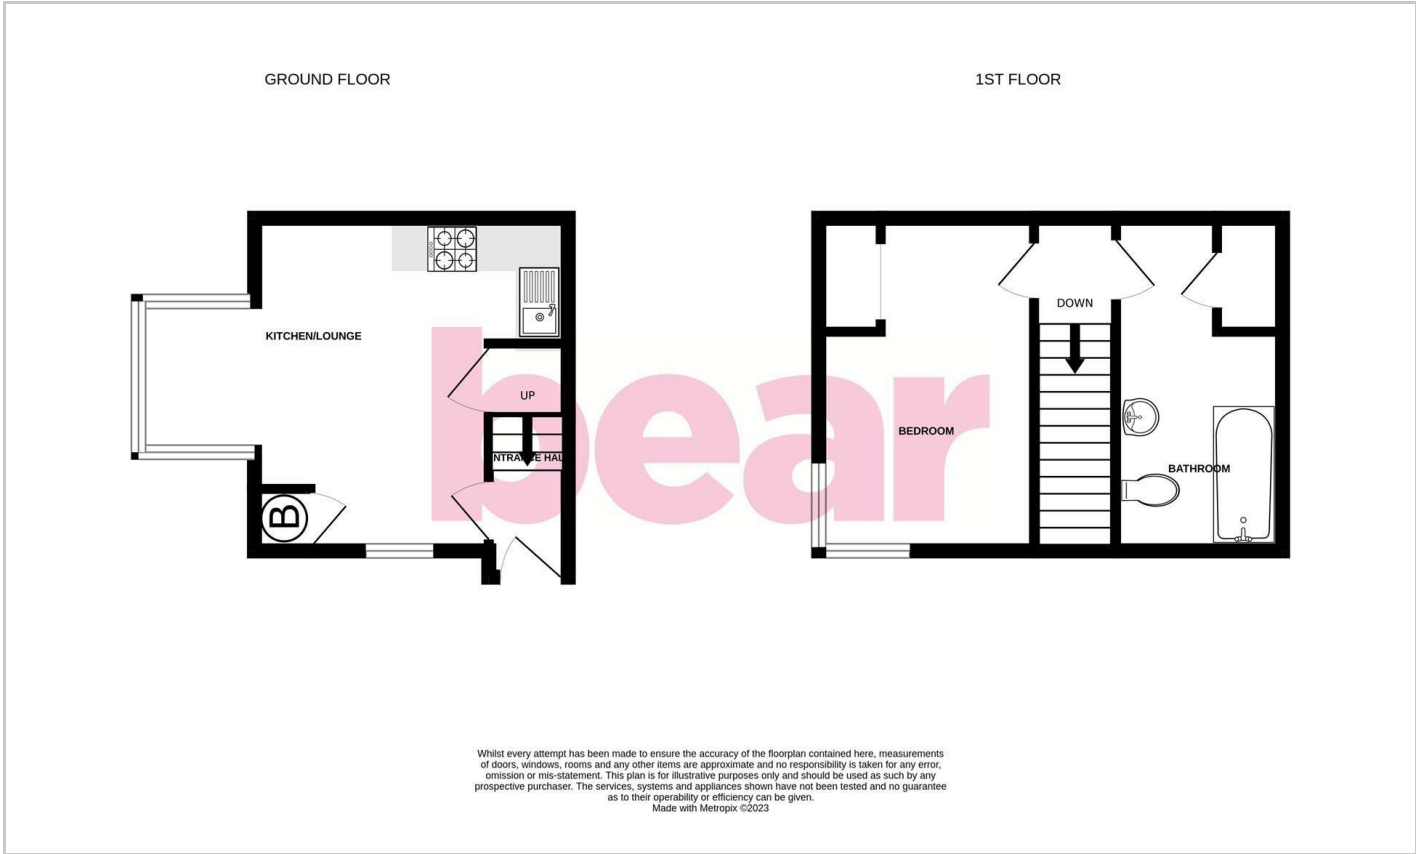 GROUND FLOOR
1ST FLOOR
KITCHEN/LOUNGE
UP
NTRANCE HAL
B
DOWN
BEDROOM
BATHROOM
bear
Whilst every attempt has been made to ensure the accuracy of the floorplan contained here, measurements
of doors, windows, rooms and any other items are approximate and no responsibility is taken for any error,
omission or mis-statement. This plan is for illustrative purposes only and should be used as such by any
prospective purchaser. The services, systems and appliances shown have not been tested and no guarantee
as to their operability or efficiency can be given.
Made with Metropix ©2023